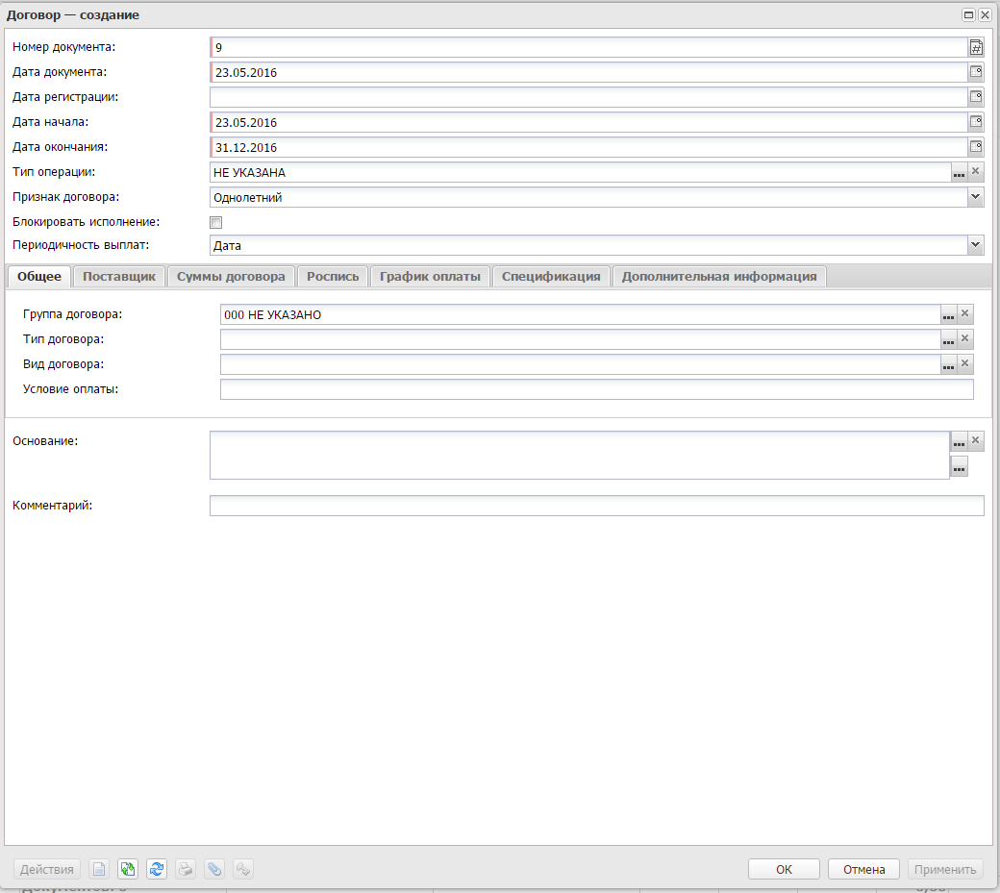 Договор — создание
Номер документа: 9
Дата документа: 23.05.2016
Дата регистрации:
Дата начала: 23.05.2016
Дата окончания: 31.12.2016
Тип операции: НЕ УКАЗАНА
Признак договора: Однолетний
Блокировать исполнение:
Периодичность выплат: Дата
Общее Поставщик Суммы договора Роспись График оплаты Спецификация Дополнительная информация
Группа договора: 000 НЕ УКАЗАНО
Тип договора:
Вид договора:
Условие оплаты:
Основание:
Комментарий:
Действия ОК Отмена Применить